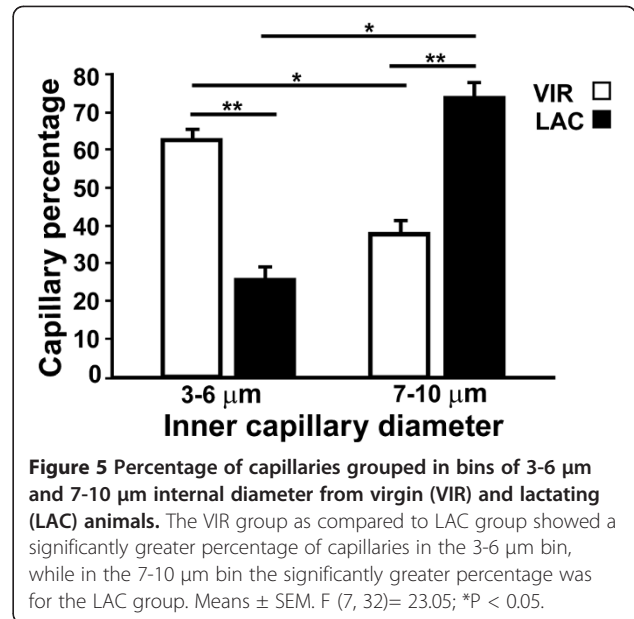 *
* **
**
80
70
60
50
40
30
20
10
0
Capillary percentage
VIR
LAC
3-6 μm 7-10 μm
Inner capillary diameter
Figure 5 Percentage of capillaries grouped in bins of 3-6 μm
and 7-10 μm internal diameter from virgin (VIR) and lactating
(LAC) animals. The VIR group as compared to LAC group showed a
significantly greater percentage of capillaries in the 3-6 μm bin,
while in the 7-10 μm bin the significantly greater percentage was
for the LAC group. Means ± SEM. F (7, 32)= 23.05; *P < 0.05.